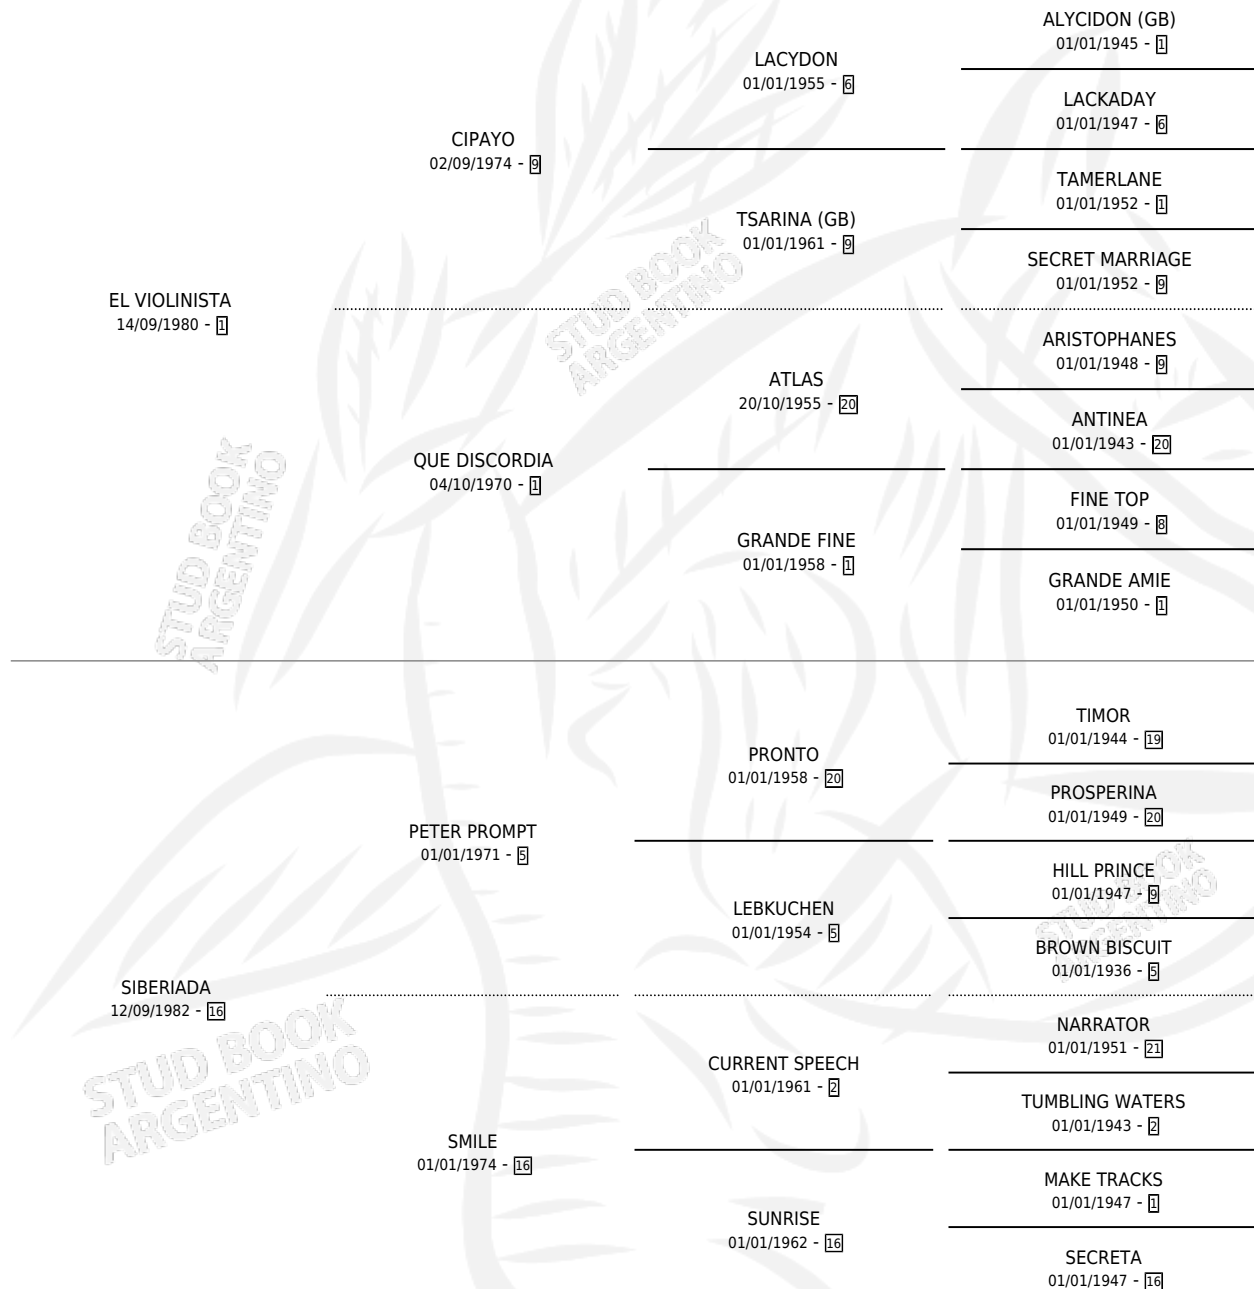 EL VIOLINISTA
14/09/1980 - 1
CIPAYO
02/09/1974 - 9
QUE DISCORDIA
04/10/1970 - 1
LACYDON
01/01/1955 - 6
TSARINA (GB)
01/01/1961 - 9
ATLAS
20/10/1955 - 20
GRANDE FINE
01/01/1958 - 1
ALYCIDON (GB)
01/01/1945 - 1
LACKADAY
01/01/1947 - 6
TAMERLANE
01/01/1952 - 1
SECRET MARRIAGE
01/01/1952 - 9
ARISTOPHANES
01/01/1948 - 9
ANTINEA
01/01/1943 - 20
FINE TOP
01/01/1949 - 8
GRANDE AMIE
01/01/1950 - 1
SIBERIADA
12/09/1982 - 16
PETER PROMPT
01/01/1971 - 5
SMILE
01/01/1974 - 16
PRONTO
01/01/1958 - 20
LEBKUCHEN
01/01/1954 - 5
CURRENT SPEECH
01/01/1961 - 2
SUNRISE
01/01/1962 - 16
TIMOR
01/01/1944 - 19
PROSPERINA
01/01/1949 - 20
HILL PRINCE
01/01/1947 - 9
BROWN BISCUIT
01/01/1936 - 5
NARRATOR
01/01/1951 - 21
TUMBLING WATERS
01/01/1943 - 2
MAKE TRACKS
01/01/1947 - 1
SECRETA
01/01/1947 - 16
STUD BOOK
ARGENTINO
STUD BOOK
ARGENTINO
STUD BOOK
ARGENTINO
STUD BOOK
ARGENTINO